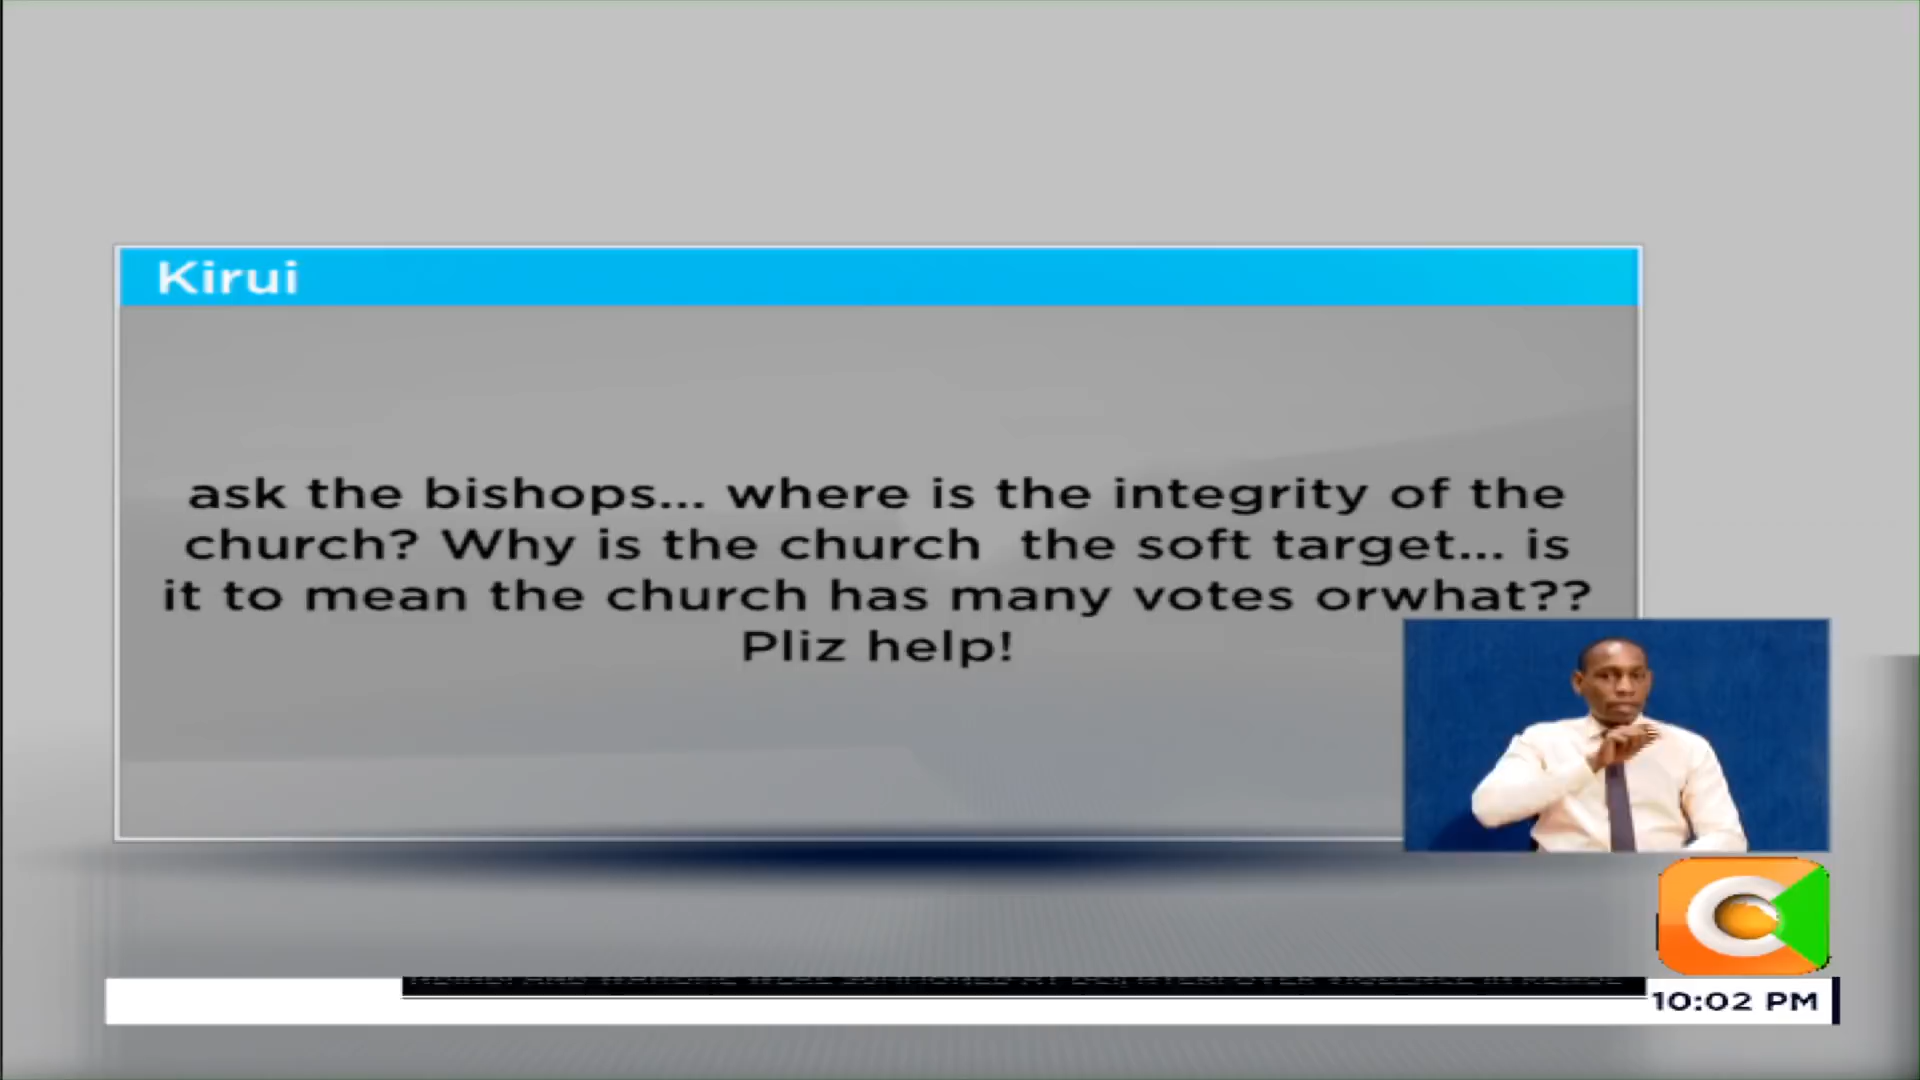 Kirui
ask the bishops... where is the integrity of the
church? Why is the church  the soft target... is
it to mean the church has many votes orwhat??
Pliz help!
10:02 PM